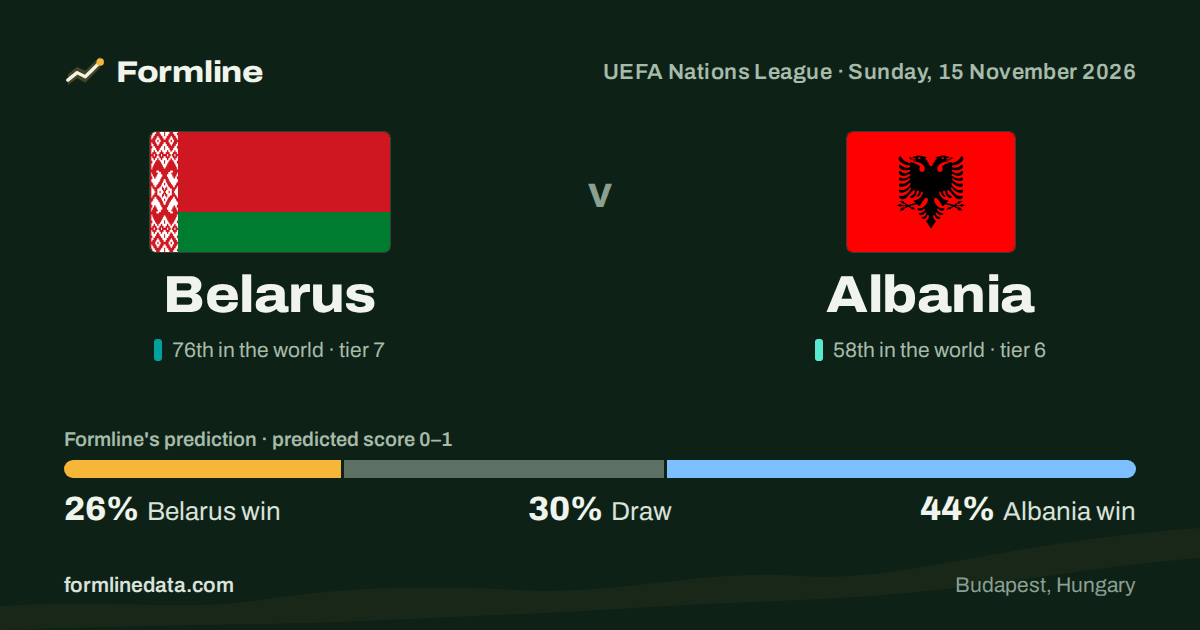 Formline
UEFA Nations League · Sunday, 15 November 2026
v
Belarus
Albania
76th in the world · tier 7
58th in the world · tier 6
Formline's prediction · predicted score 0–1
26% Belarus win
30% Draw
44% Albania win
formlinedata.com
Budapest, Hungary